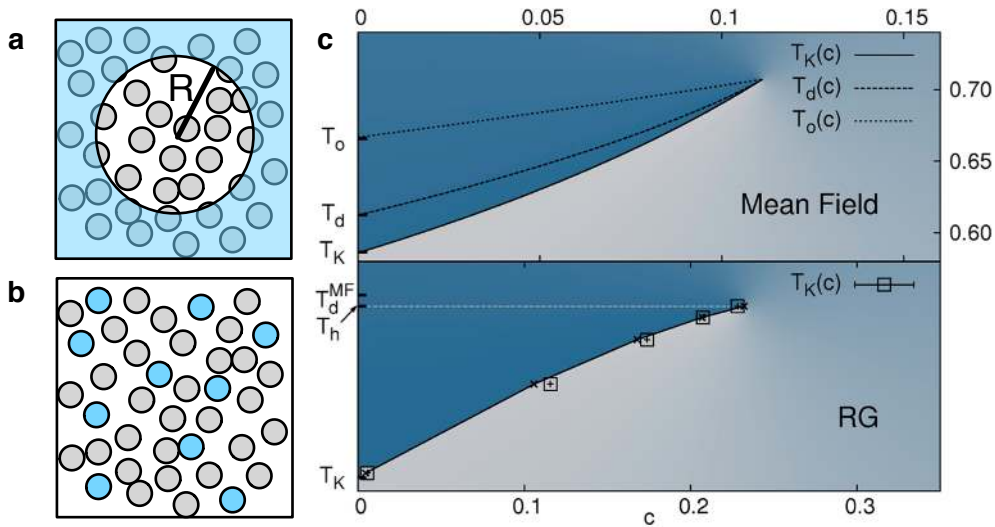 a
R
b
c
0 0.05 0.1 0.15
T_K(c)
T_d(c)
T_o(c)
0.70
0.65
0.60
T_o
T_d
T_K
Mean Field
T_d^MF
T_h
T_K
T_K(c)
RG
0 0.1 0.2 0.3
c